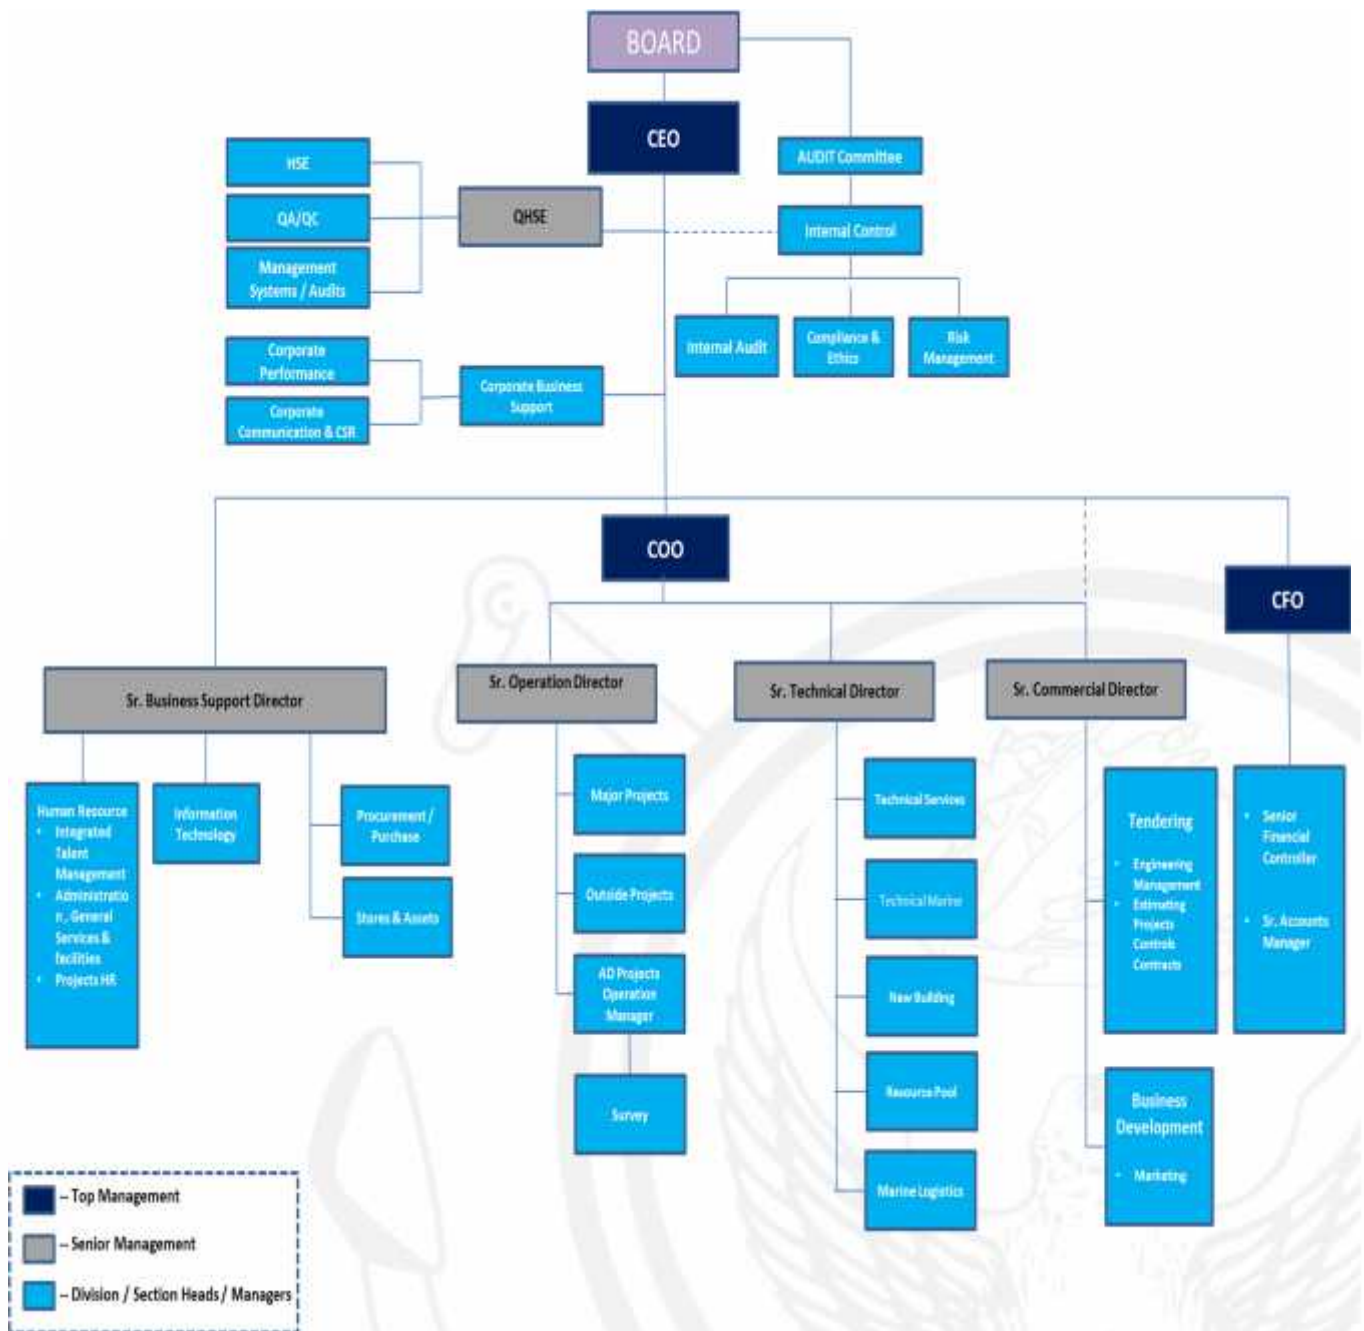 BOARD
CEO
AUDIT Committee
HSE
QHSE
QA/QC
Internal Control
Management
Systems / Audits
Internal Audit
Compliance &
Ethics
Risk
Management
Corporate
Performance
Corporate Business
Support
Corporate
Communication & CSR
COO
CFO
Sr. Business Support Director
Sr. Operation Director
Sr. Technical Director
Sr. Commercial Director
Human Resource
• Integrated
Talent
Management
• Administratio
n , General
Services &
facilities
• Projects HR
Information
Technology
Procurement /
Purchase
Stores & Assets
Major Projects
Outside Projects
AD Projects
Operation
Manager
Survey
Technical Services
Technical Marine
New Building
Resource Pool
Marine Logistics
Tendering
• Engineering
Management
• Estimating
Projects
Controls
Contracts
Business
Development
• Marketing
• Senior
Financial
Controller
• Sr. Accounts
Manager
– Top Management
– Senior Management
– Division / Section Heads / Managers